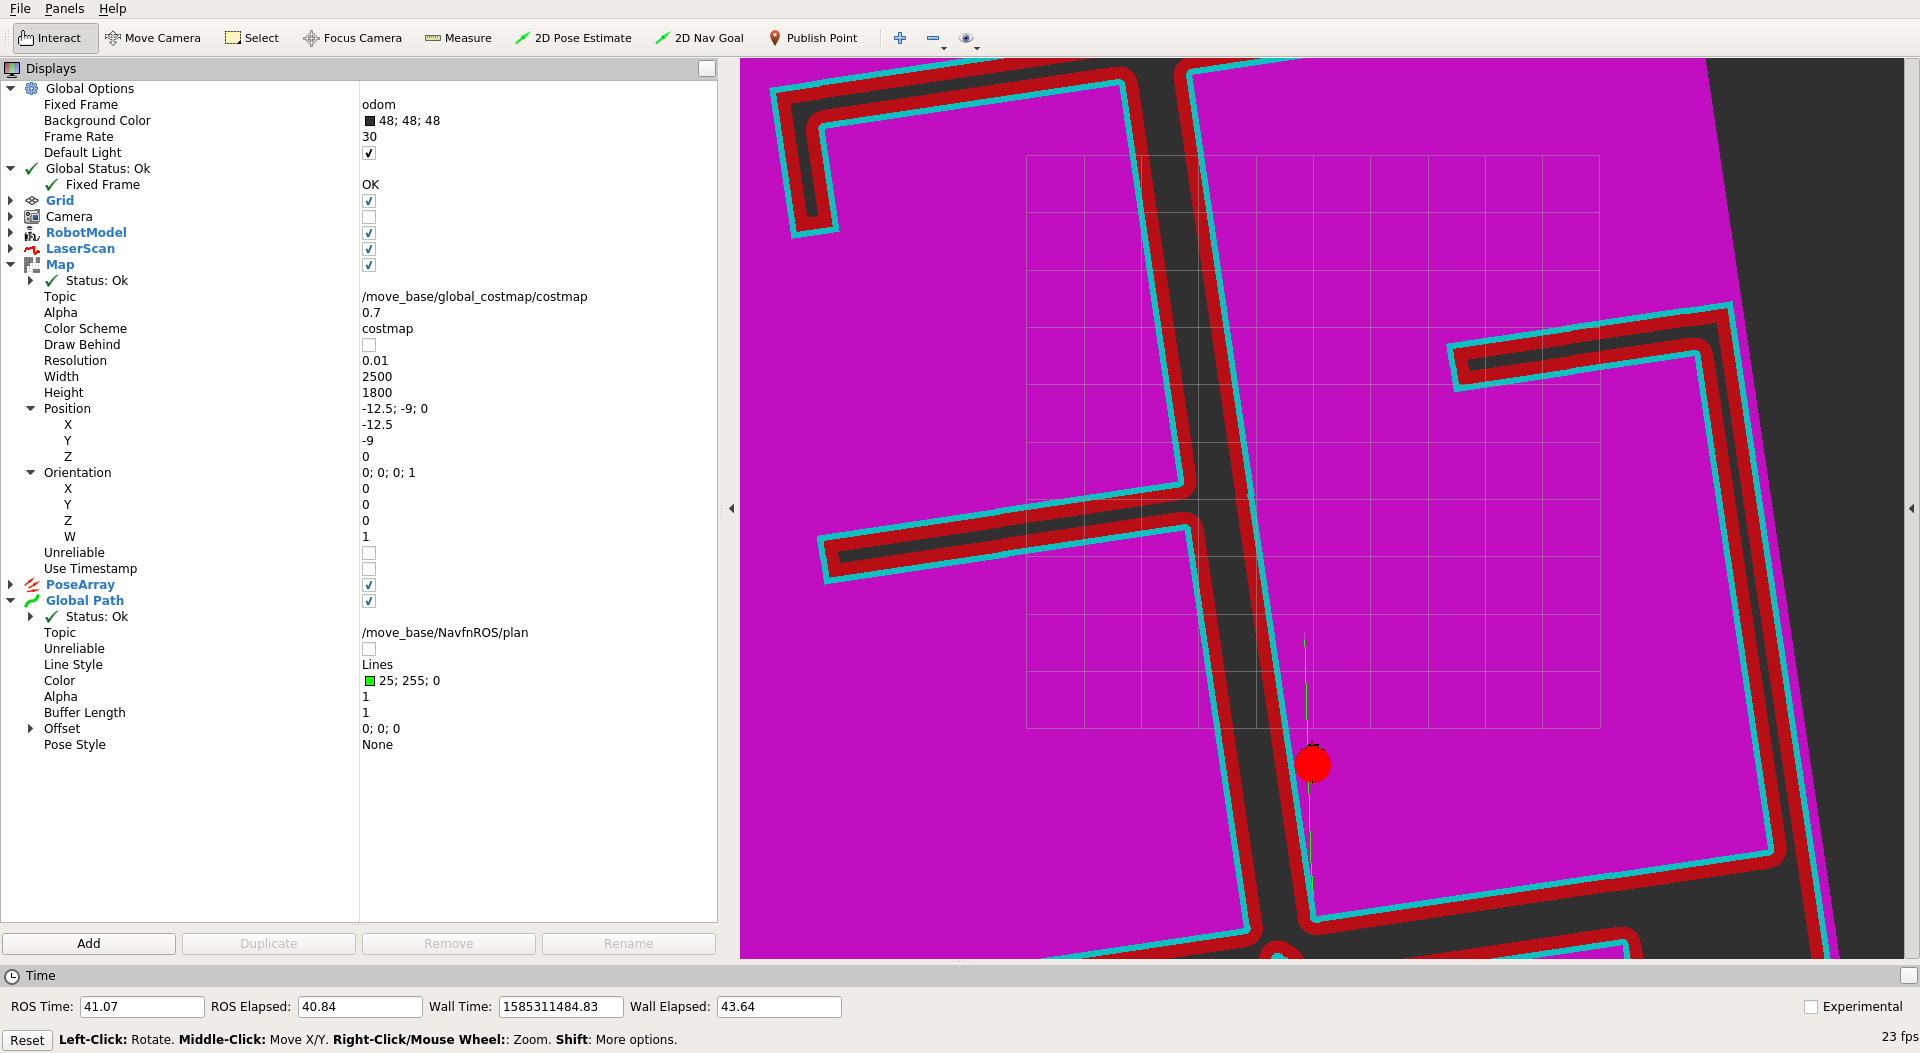 File Panels Help
Interact Move Camera Select Focus Camera Measure 2D Pose Estimate 2D Nav Goal Publish Point
Displays
Global Options
Fixed Frame odom
Background Color 48; 48; 48
Frame Rate 30
Default Light
Global Status: Ok
Fixed Frame OK
Grid
Camera
RobotModel
LaserScan
Map
Status: Ok
Topic /move_base/global_costmap/costmap
Alpha 0.7
Color Scheme costmap
Draw Behind
Resolution 0.01
Width 2500
Height 1800
Position -12.5; -9; 0
X -12.5
Y -9
Z 0
Orientation 0; 0; 0; 1
X 0
Y 0
Z 0
W 1
Unreliable
Use Timestamp
PoseArray
Global Path
Status: Ok
Topic /move_base/NavfnROS/plan
Unreliable
Line Style Lines
Color 25; 255; 0
Alpha 1
Buffer Length 1
Offset 0; 0; 0
Pose Style None
Add Duplicate Remove Rename
Time
ROS Time: 41.07 ROS Elapsed: 40.84 Wall Time: 1585311484.83 Wall Elapsed: 43.64 Experimental
Reset Left-Click: Rotate. Middle-Click: Move X/Y. Right-Click/Mouse Wheel:: Zoom. Shift: More options. 23 fps